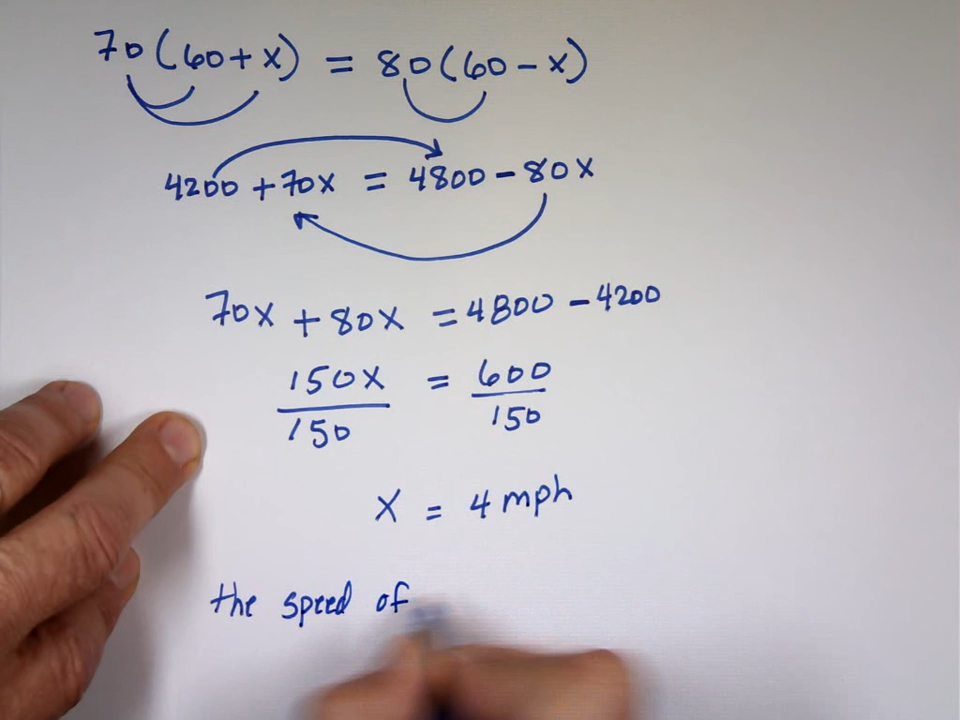 70(60+x) = 80(60-x)
4200 + 70x = 4800 - 80x
70x + 80x = 4800 - 4200
150x = 600
150 150
x = 4 mph
the speed of